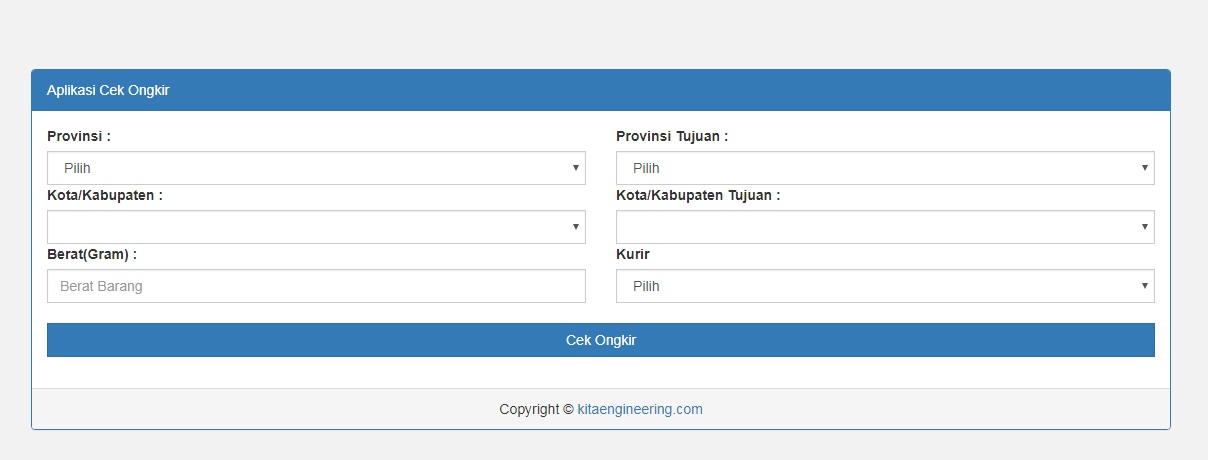 Aplikasi Cek Ongkir
Provinsi :
Pilih
Kota/Kabupaten :
Berat(Gram) :
Berat Barang
Provinsi Tujuan :
Pilih
Kota/Kabupaten Tujuan :
Kurir
Pilih
Cek Ongkir
Copyright © kitaengineering.com